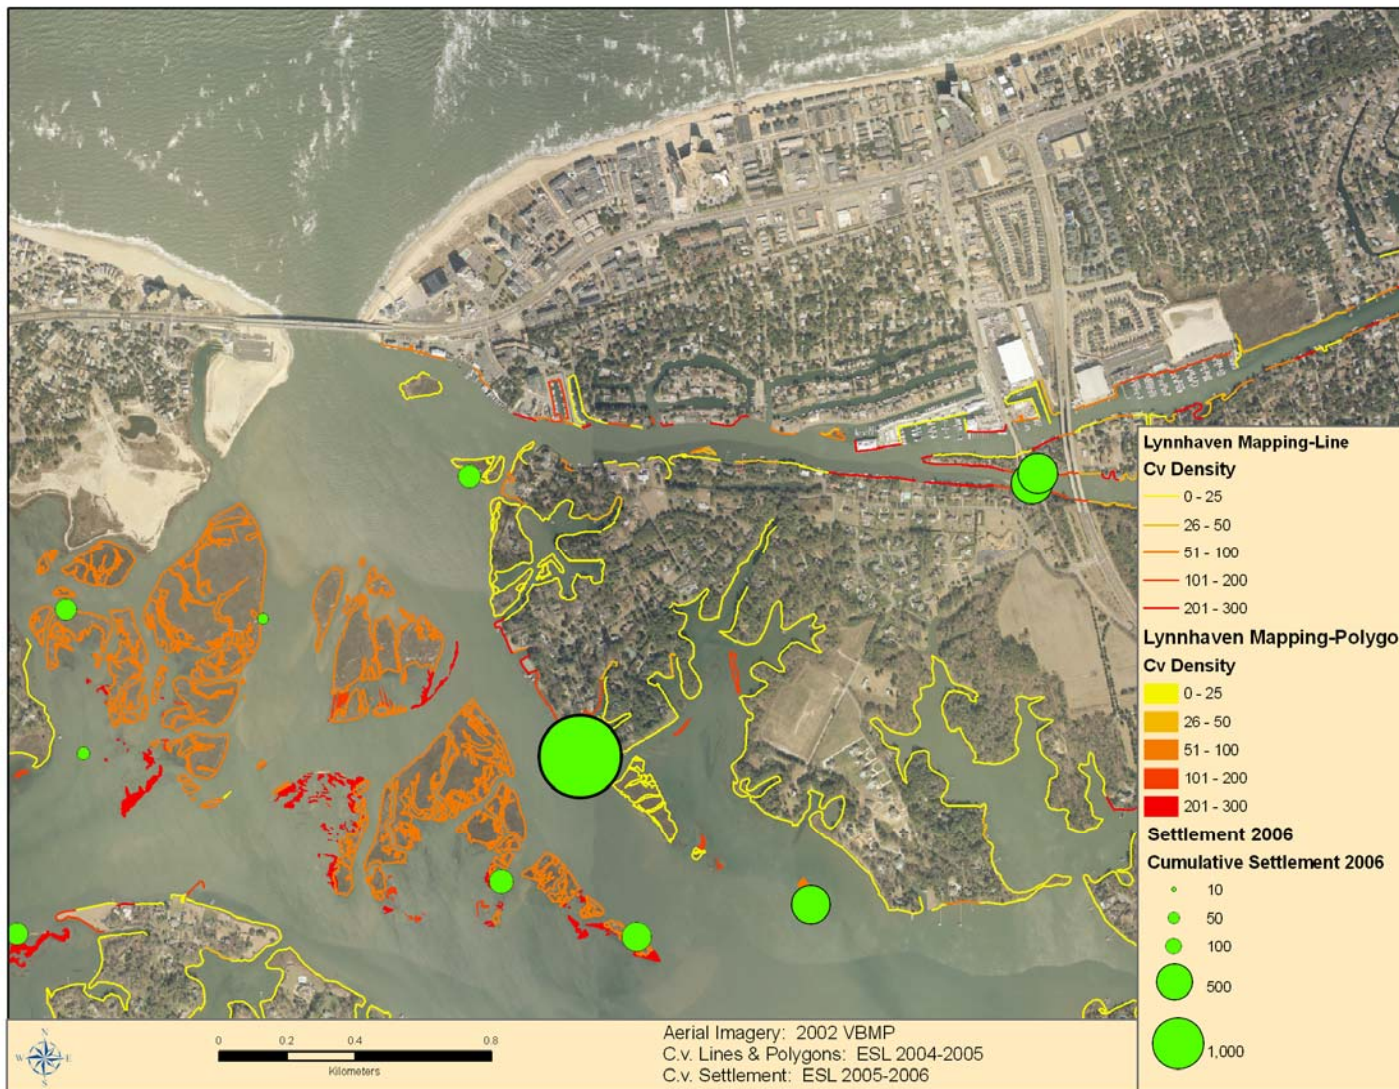 Lynnhaven Mapping-Line
Cv Density
0 - 25
26 - 50
51 - 100
101 - 200
201 - 300
Lynnhaven Mapping-Polygo
Cv Density
0 - 25
26 - 50
51 - 100
101 - 200
201 - 300
Settlement 2006
Cumulative Settlement 2006
10
50
100
500
1,000
N
W E
S
0 0.2 0.4 0.8
Kilometers
Aerial Imagery: 2002 VBMP
C.v. Lines & Polygons: ESL 2004-2005
C.v. Settlement: ESL 2005-2006